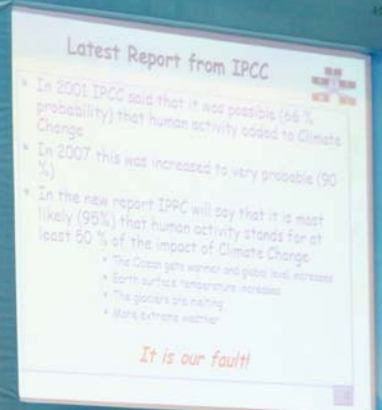 Latest Report from IPCC
• In 2001 IPCC said that it was possible (66 %
probability) that human activity added to Climate
Change
• In 2007 this was increased to very probable (90
%)
• In the new report IPPC will say that it is most
likely (95%) that human activity stands for at
least 50 % of the impact of Climate Change
• The Ocean gets warmer and global level increases
• Earth surface temperature increased
• The glaciers are melting
• More extreme weather
It is our fault!